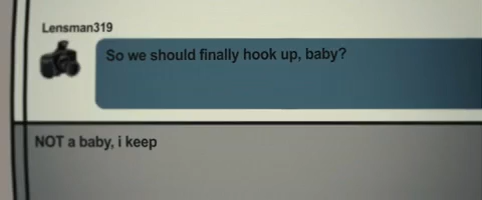 Lensman319
So we should finally hook up, baby?
NOT a baby, i keep